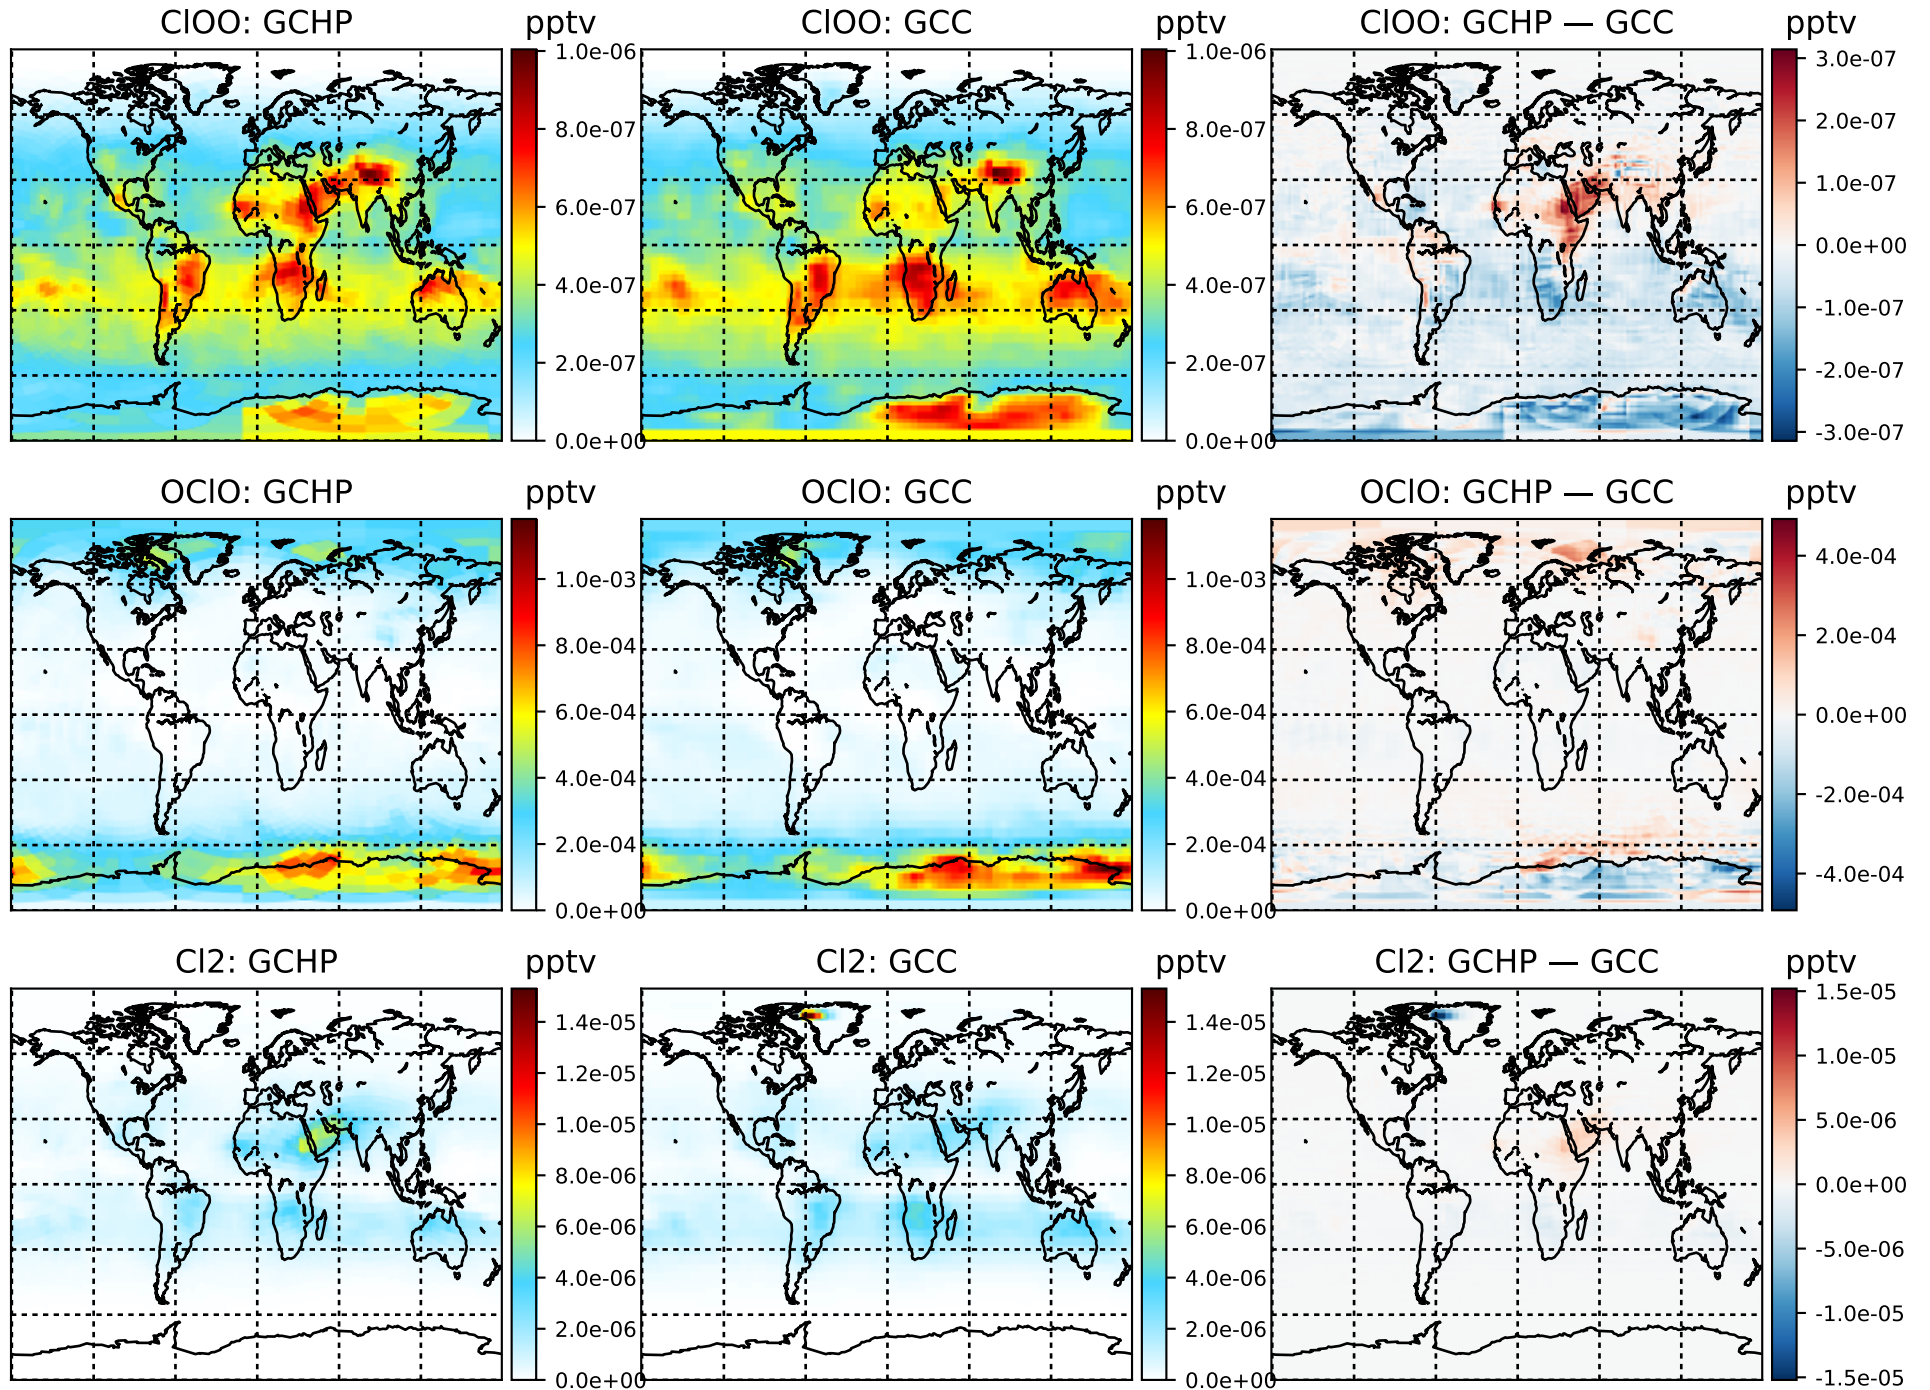 ClOO: GCHP
pptv
ClOO: GCC
pptv
ClOO: GCHP — GCC
pptv
1.0e-06
8.0e-07
6.0e-07
4.0e-07
2.0e-07
0.0e+00
1.0e-06
8.0e-07
6.0e-07
4.0e-07
2.0e-07
0.0e+00
3.0e-07
2.0e-07
1.0e-07
0.0e+00
-1.0e-07
-2.0e-07
-3.0e-07
OClO: GCHP
pptv
OClO: GCC
pptv
OClO: GCHP — GCC
pptv
1.0e-03
8.0e-04
6.0e-04
4.0e-04
2.0e-04
0.0e+00
1.0e-03
8.0e-04
6.0e-04
4.0e-04
2.0e-04
0.0e+00
4.0e-04
2.0e-04
0.0e+00
-2.0e-04
-4.0e-04
Cl2: GCHP
pptv
Cl2: GCC
pptv
Cl2: GCHP — GCC
pptv
1.4e-05
1.2e-05
1.0e-05
8.0e-06
6.0e-06
4.0e-06
2.0e-06
0.0e+00
1.4e-05
1.2e-05
1.0e-05
8.0e-06
6.0e-06
4.0e-06
2.0e-06
0.0e+00
1.5e-05
1.0e-05
5.0e-06
0.0e+00
-5.0e-06
-1.0e-05
-1.5e-05